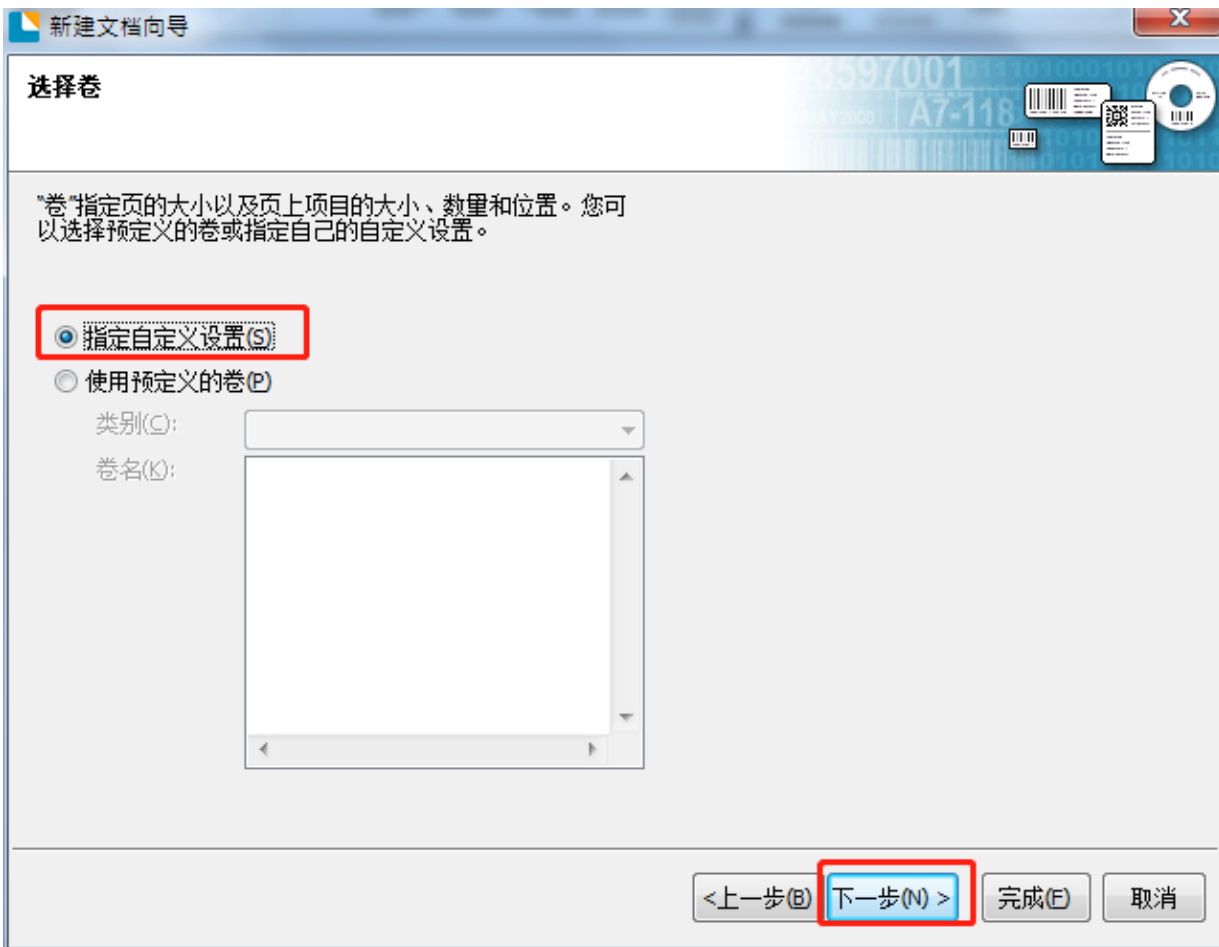 新建文档向导
选择卷
3597001
A7-118
"卷"指定页的大小以及页上项目的大小、数量和位置。您可
以选择预定义的卷或指定自己的自定义设置。
指定自定义设置(S)
使用预定义的卷(P)
类别(C):
卷名(K):
<上一步(B)
下一步(N) >
完成(F)
取消